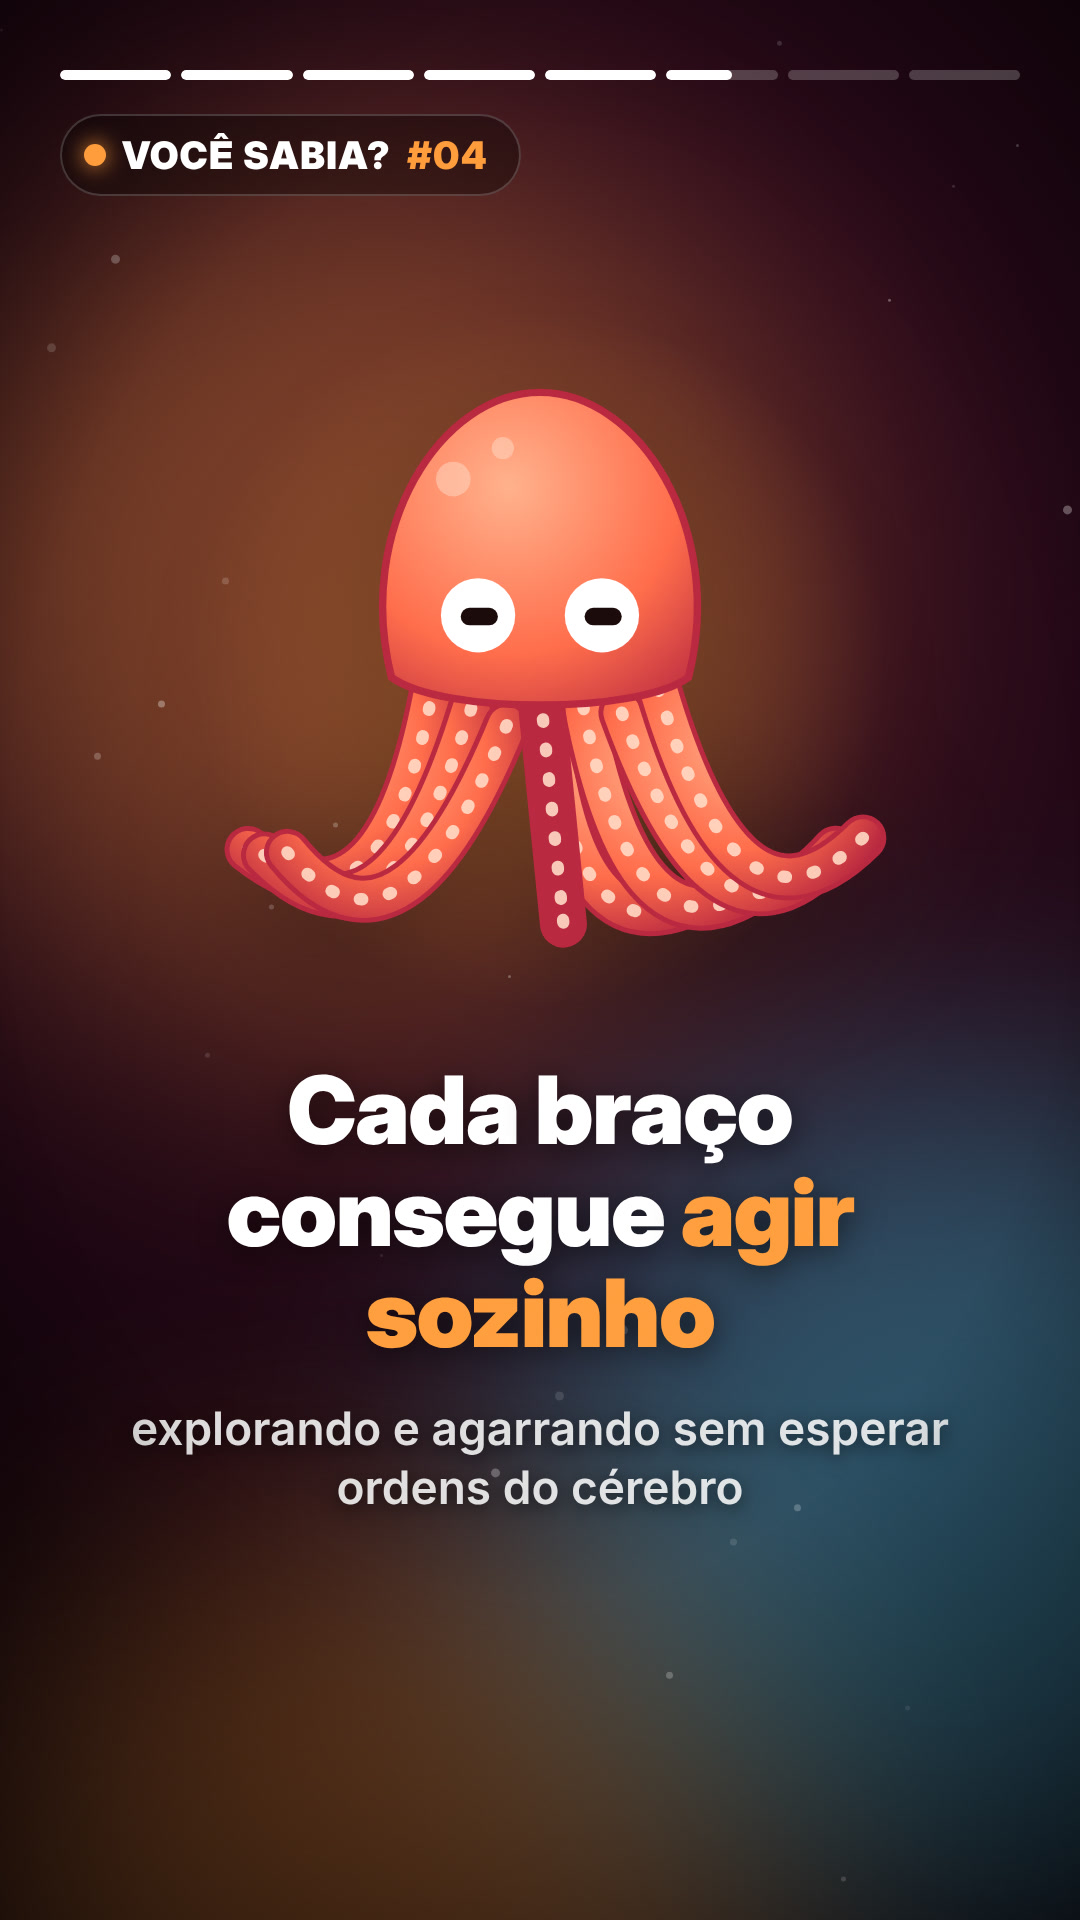 VOCÊ SABIA? #04
Cada braço
consegue agir
sozinho
explorando e agarrando sem esperar
ordens do cérebro